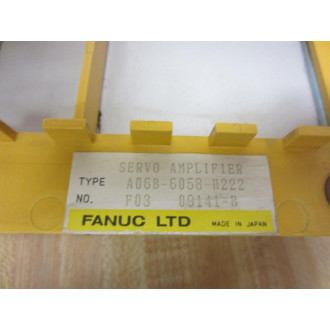 SERVO AMPLIFIER
TYPE A06B-6058-H222
NO. F03 09141-B
FANUC LTD MADE IN JAPAN